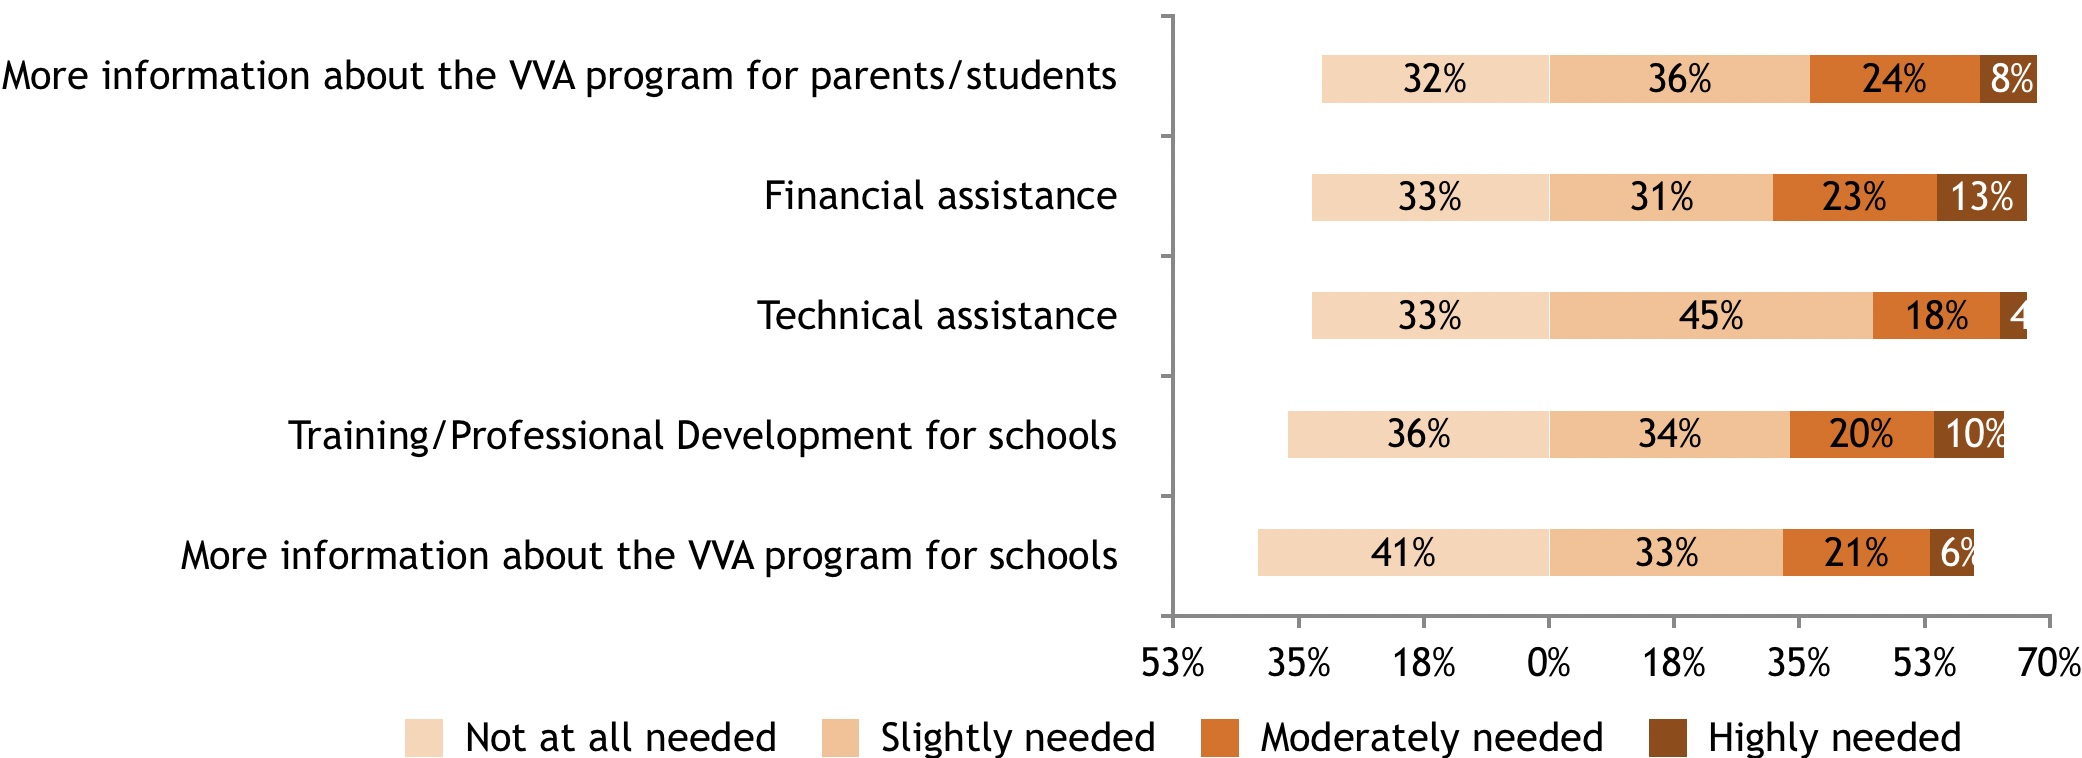 More information about the VVA program for parents/students 32% 36% 24% 8%
Financial assistance 33% 31% 23% 13%
Technical assistance 33% 45% 18% 4
Training/Professional Development for schools 36% 34% 20% 10%
More information about the VVA program for schools 41% 33% 21% 6%
53% 35% 18% 0% 18% 35% 53% 70%
Not at all needed Slightly needed Moderately needed Highly needed